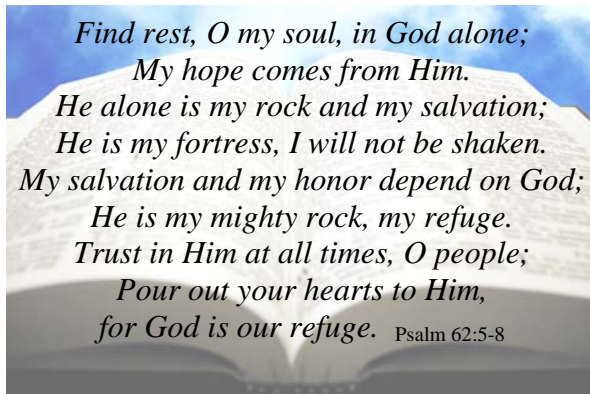 Find rest, O my soul, in God alone;
My hope comes from Him.
He alone is my rock and my salvation;
He is my fortress, I will not be shaken.
My salvation and my honor depend on God;
He is my mighty rock, my refuge.
Trust in Him at all times, O people;
Pour out your hearts to Him,
for God is our refuge. Psalm 62:5-8